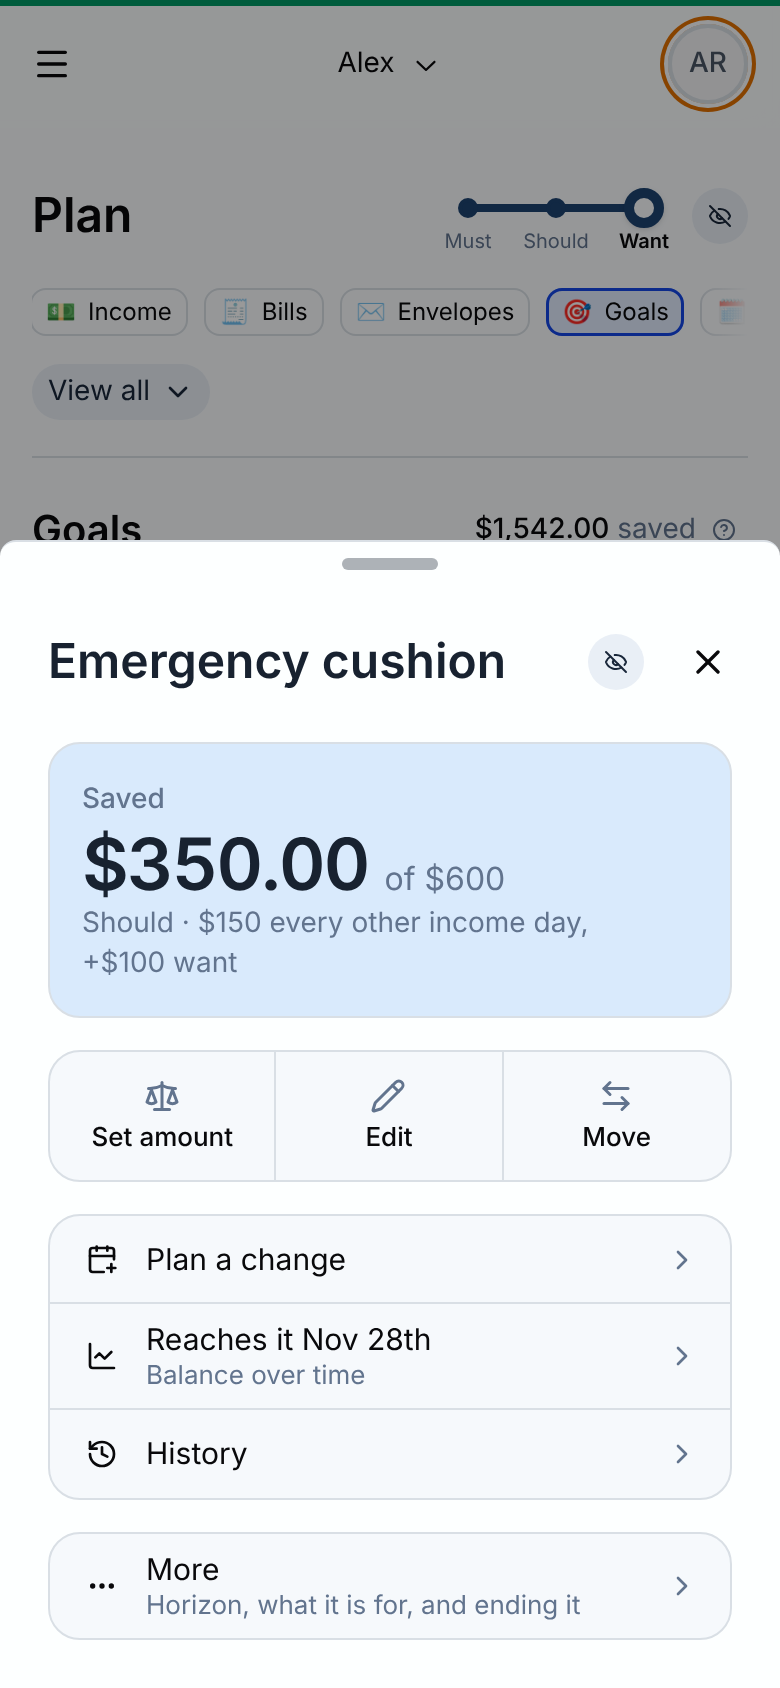 Alex
AR
Plan
Must Should Want
Income Bills Envelopes Goals
View all
Goals $1,542.00 saved
Emergency cushion
Saved
$350.00 of $600
Should · $150 every other income day,
+$100 want
Set amount Edit Move
Plan a change
Reaches it Nov 28th
Balance over time
History
More
Horizon, what it is for, and ending it